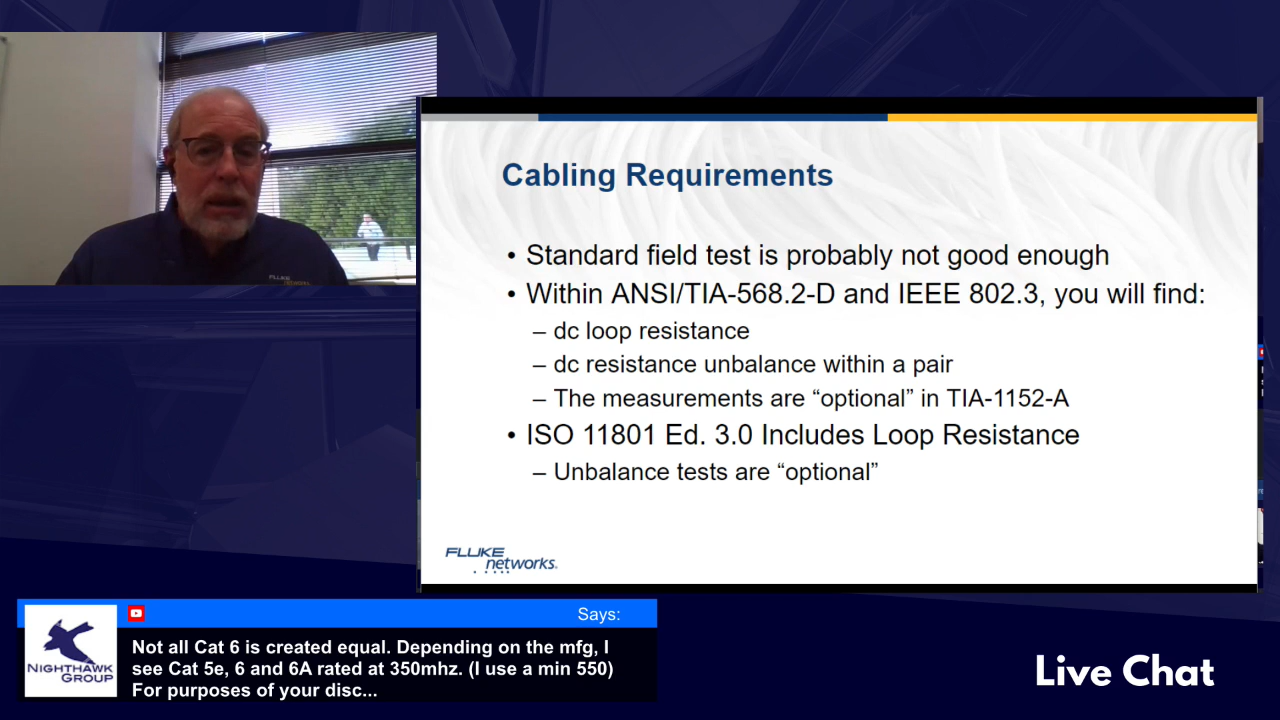 FLUKE
Cabling Requirements
• Standard field test is probably not good enough
• Within ANSI/TIA-568.2-D and IEEE 802.3, you will find:
– dc loop resistance
– dc resistance unbalance within a pair
– The measurements are “optional” in TIA-1152-A
• ISO 11801 Ed. 3.0 Includes Loop Resistance
– Unbalance tests are “optional”
FLUKE
networks.
Says:
NIGHTHAWK
GROUP
Not all Cat 6 is created equal. Depending on the mfg, I
see Cat 5e, 6 and 6A rated at 350mhz. (I use a min 550)
For purposes of your disc...
Live Chat